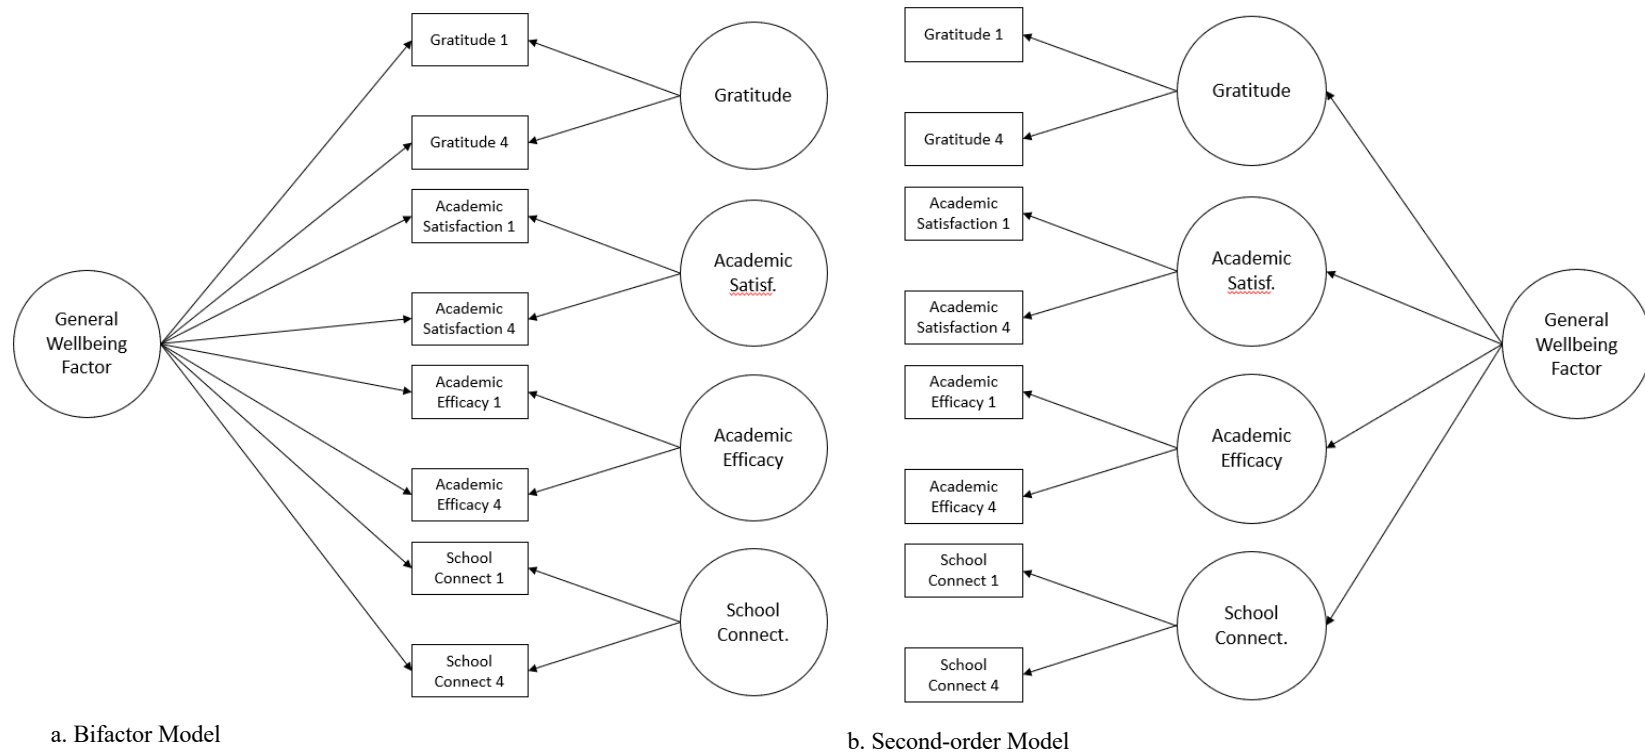 Gratitude 1
Gratitude 4
Academic
Satisfaction 1
Academic
Satisfaction 4
Academic
Efficacy 1
Academic
Efficacy 4
School
Connect 1
School
Connect 4
General
Wellbeing
Factor
Gratitude
Academic
Satisf.
Academic
Efficacy
School
Connect.
a. Bifactor Model
Gratitude 1
Gratitude 4
Academic
Satisfaction 1
Academic
Satisfaction 4
Academic
Efficacy 1
Academic
Efficacy 4
School
Connect 1
School
Connect 4
Gratitude
Academic
Satisf.
Academic
Efficacy
School
Connect.
General
Wellbeing
Factor
b. Second-order Model